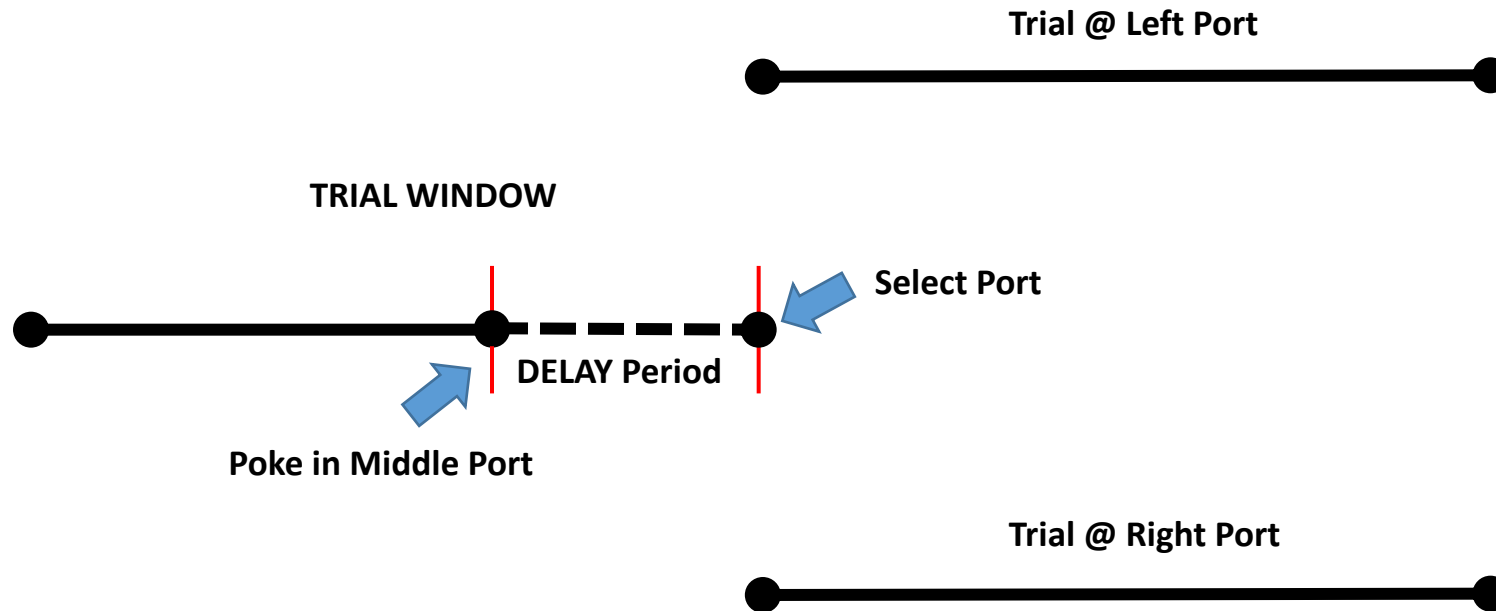 Trial @ Left Port
TRIAL WINDOW
Select Port
DELAY Period
Poke in Middle Port
Trial @ Right Port